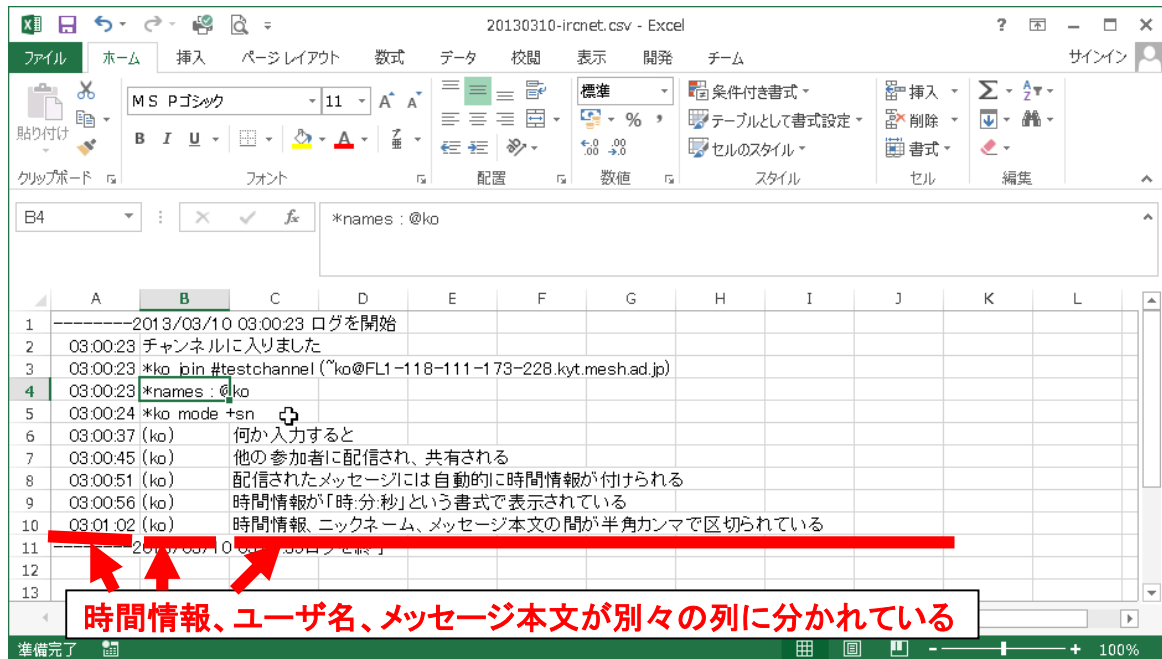 20130310-ircnet.csv - Excel
ファイル ホーム 挿入 ページ レイアウト 数式 データ 校閲 表示 開発 チーム サインイン
貼り付け
MS Pゴシック 11
B I U
標準
条件付き書式
テーブルとして書式設定
セルのスタイル
挿入
削除
書式
クリップボード フォント 配置 数値 スタイル セル 編集
B4 fx *names : @ko
A B C D E F G H I J K L
1 --------2013/03/10 03:00:23 ログを開始
2 03:00:23 チャンネルに入りました
3 03:00:23 *ko join #testchannel (~ko@FL1-118-111-173-228.kyt.mesh.ad.jp)
4 03:00:23 *names : @ko
5 03:00:24 *ko mode +sn
6 03:00:37 (ko) 何か入力すると
7 03:00:45 (ko) 他の参加者に配信され、共有される
8 03:00:51 (ko) 配信されたメッセージには自動的に時間情報が付けられる
9 03:00:56 (ko) 時間情報が「時:分:秒」という書式で表示されている
10 03:01:02 (ko) 時間情報、ニックネーム、メッセージ本文の間が半角カンマで区切られている
11
12
13
時間情報、ユーザ名、メッセージ本文が別々の列に分かれている
準備完了 100%